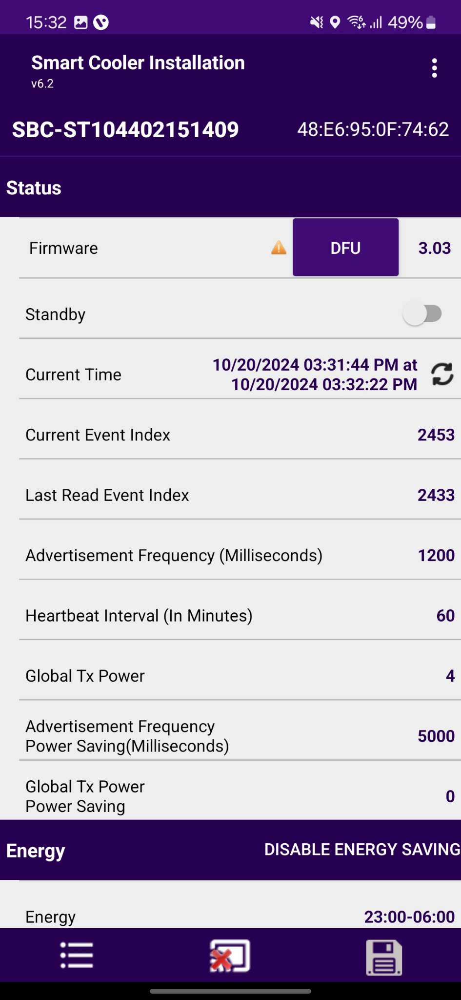 15:32
49%
Smart Cooler Installation
v6.2
SBC-ST104402151409 48:E6:95:0F:74:62
Status
Firmware DFU 3.03
Standby
Current Time 10/20/2024 03:31:44 PM at
10/20/2024 03:32:22 PM
Current Event Index 2453
Last Read Event Index 2433
Advertisement Frequency (Milliseconds) 1200
Heartbeat Interval (In Minutes) 60
Global Tx Power 4
Advertisement Frequency
Power Saving(Milliseconds) 5000
Global Tx Power
Power Saving 0
Energy DISABLE ENERGY SAVING
Energy 23:00-06:00